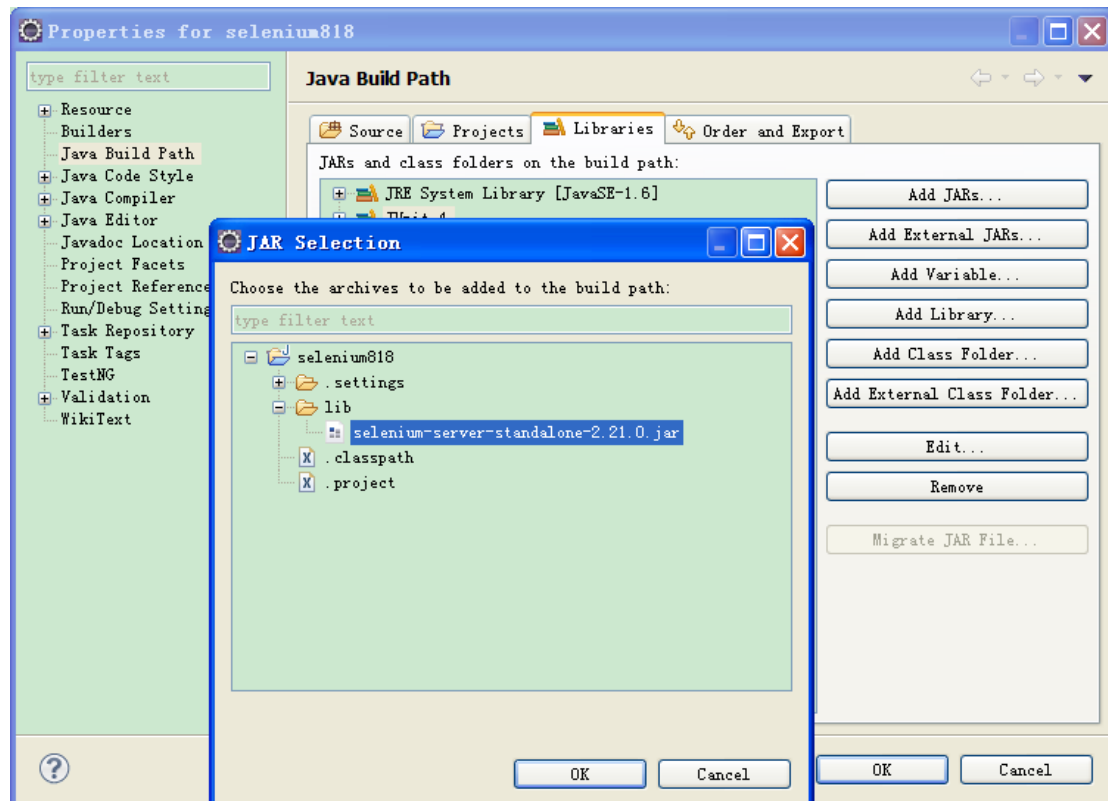 Properties for selenium818
type filter text
Resource
Builders
Java Build Path
Java Code Style
Java Compiler
Java Editor
Javadoc Location
Project Facets
Project Reference
Run/Debug Setting
Task Repository
Task Tags
TestNG
Validation
WikiText
Java Build Path
Source
Projects
Libraries
Order and Export
JARs and class folders on the build path:
JRE System Library [JavaSE-1.6]
JUnit 4
Add JARs...
Add External JARs...
Add Variable...
Add Library...
Add Class Folder...
Add External Class Folder...
Edit...
Remove
Migrate JAR File...
JAR Selection
Choose the archives to be added to the build path:
type filter text
selenium818
.settings
lib
selenium-server-standalone-2.21.0.jar
.classpath
.project
OK
Cancel
OK
Cancel